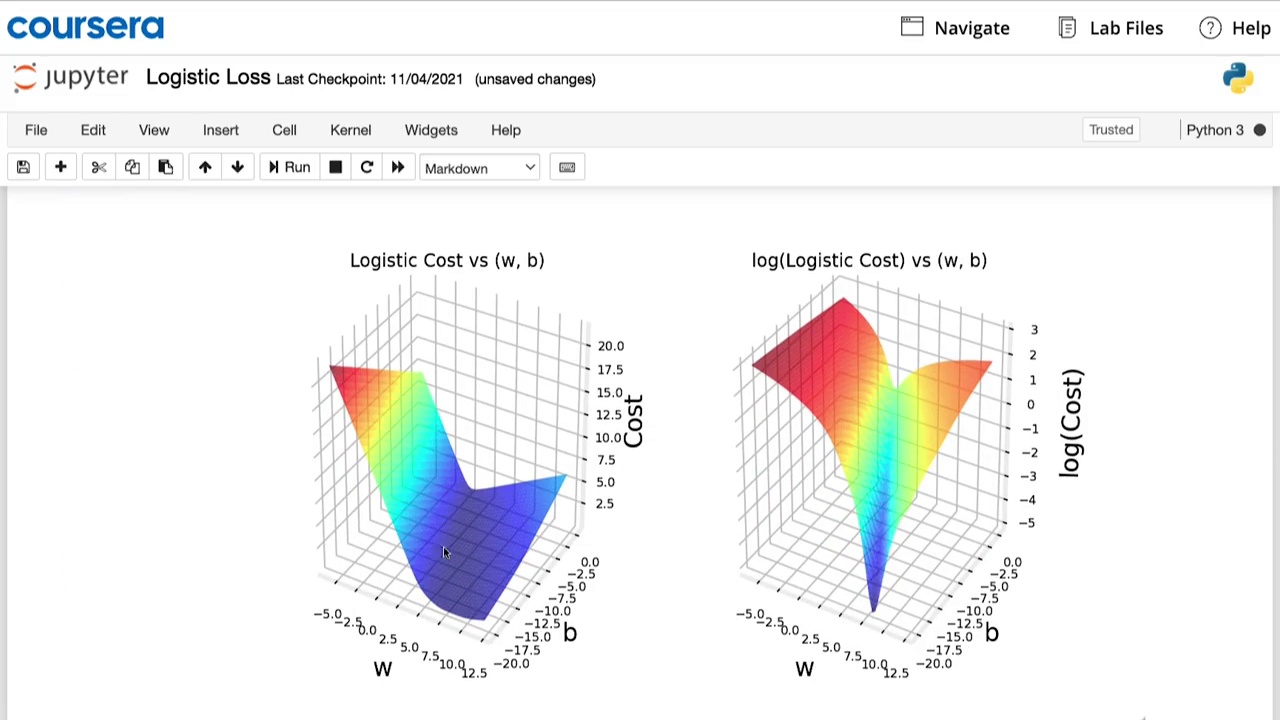 coursera
Navigate
Lab Files
Help
jupyter Logistic Loss Last Checkpoint: 11/04/2021 (unsaved changes)
File Edit View Insert Cell Kernel Widgets Help
Trusted
Python 3
Run
Markdown
Logistic Cost vs (w, b)
20.0
17.5
15.0
12.5
10.0
7.5
5.0
2.5
Cost
0.0
−2.5
−5.0
−7.5
−10.0
−12.5
−15.0
−17.5
−20.0
b
−5.0
−2.5
0.0
2.5
5.0
7.5
10.0
12.5
w
log(Logistic Cost) vs (w, b)
3
2
1
0
−1
−2
−3
−4
−5
log(Cost)
0.0
−2.5
−5.0
−7.5
−10.0
−12.5
−15.0
−17.5
−20.0
b
−5.0
−2.5
0.0
2.5
5.0
7.5
10.0
12.5
w